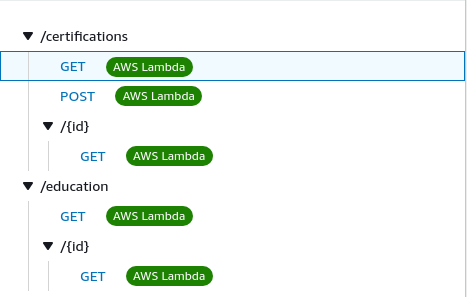 /certifications
GET AWS Lambda
POST AWS Lambda
/{id}
GET AWS Lambda
/education
GET AWS Lambda
/{id}
GET AWS Lambda